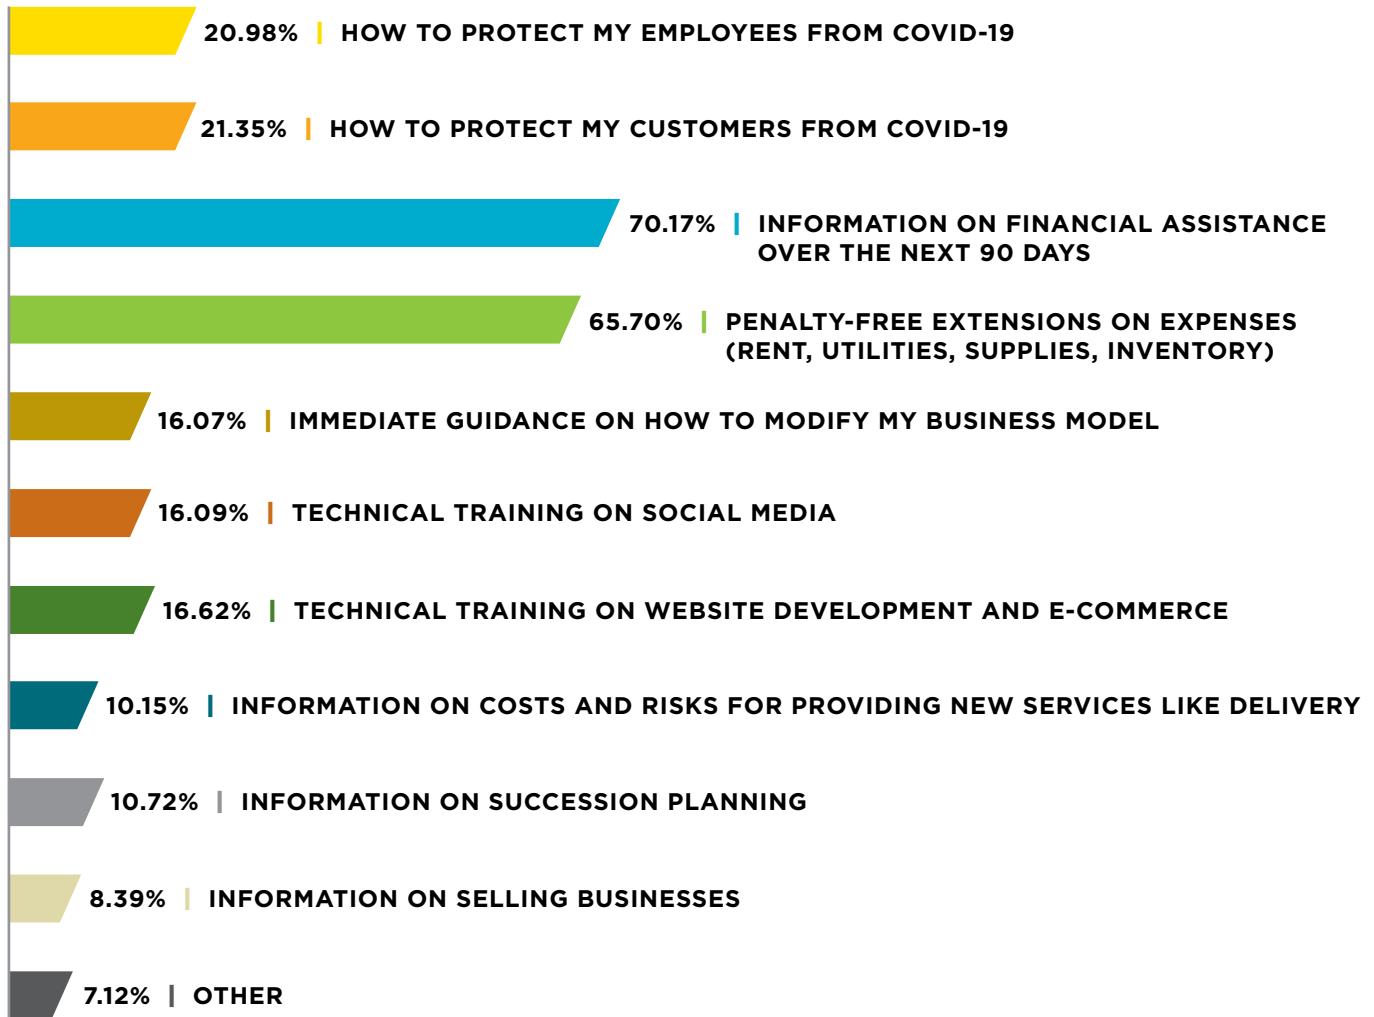 20.98% | HOW TO PROTECT MY EMPLOYEES FROM COVID-19
21.35% | HOW TO PROTECT MY CUSTOMERS FROM COVID-19
70.17% | INFORMATION ON FINANCIAL ASSISTANCE
OVER THE NEXT 90 DAYS
65.70% | PENALTY-FREE EXTENSIONS ON EXPENSES
(RENT, UTILITIES, SUPPLIES, INVENTORY)
16.07% | IMMEDIATE GUIDANCE ON HOW TO MODIFY MY BUSINESS MODEL
16.09% | TECHNICAL TRAINING ON SOCIAL MEDIA
16.62% | TECHNICAL TRAINING ON WEBSITE DEVELOPMENT AND E-COMMERCE
10.15% | INFORMATION ON COSTS AND RISKS FOR PROVIDING NEW SERVICES LIKE DELIVERY
10.72% | INFORMATION ON SUCCESSION PLANNING
8.39% | INFORMATION ON SELLING BUSINESSES
7.12% | OTHER